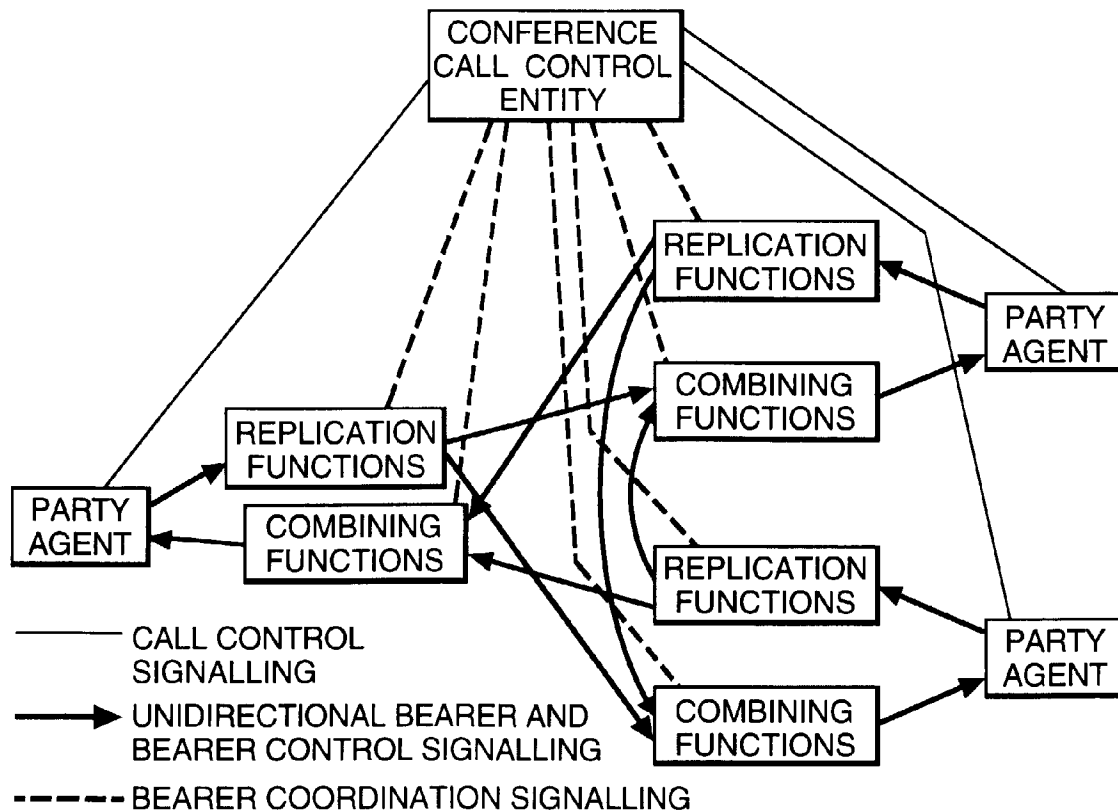 CONFERENCE
CALL CONTROL
ENTITY
REPLICATION
FUNCTIONS
PARTY
AGENT
COMBINING
FUNCTIONS
REPLICATION
FUNCTIONS
PARTY
AGENT
COMBINING
FUNCTIONS
REPLICATION
FUNCTIONS
PARTY
AGENT
COMBINING
FUNCTIONS
CALL CONTROL
SIGNALLING
UNIDIRECTIONAL BEARER AND
BEARER CONTROL SIGNALLING
BEARER COORDINATION SIGNALLING